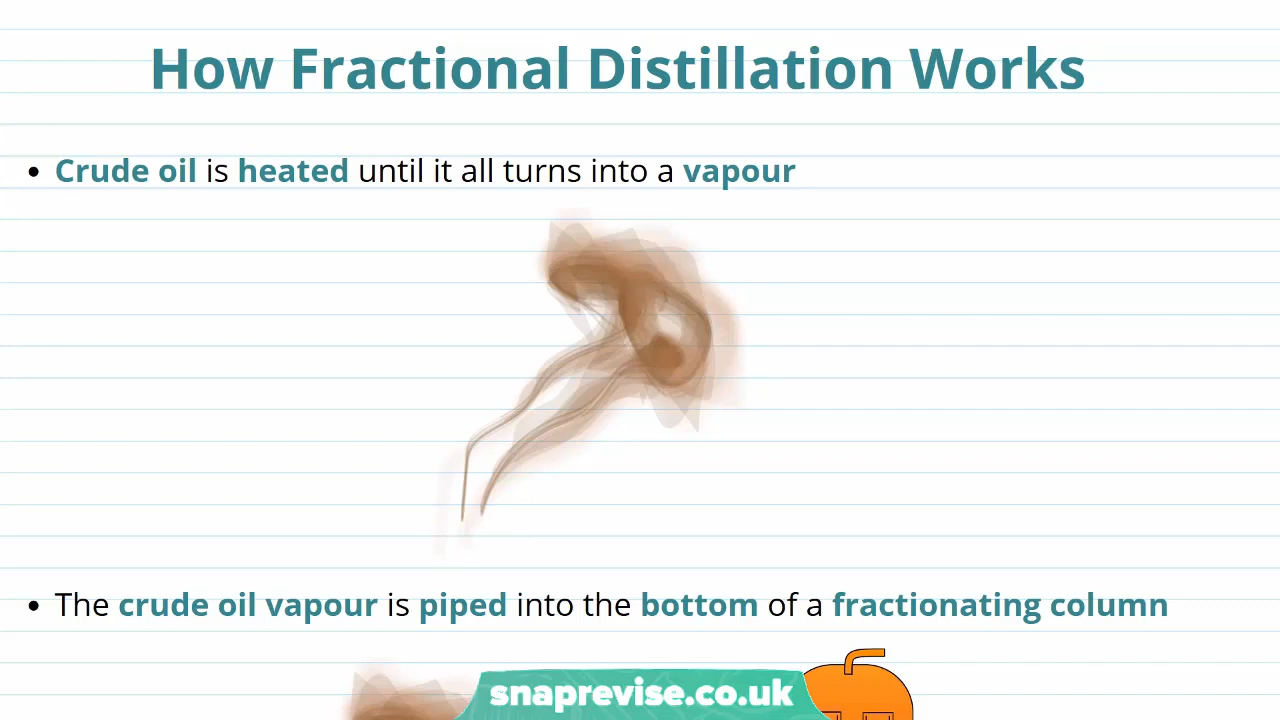 How Fractional Distillation Works
• Crude oil is heated until it all turns into a vapour
• The crude oil vapour is piped into the bottom of a fractionating column
snaprevise.co.uk